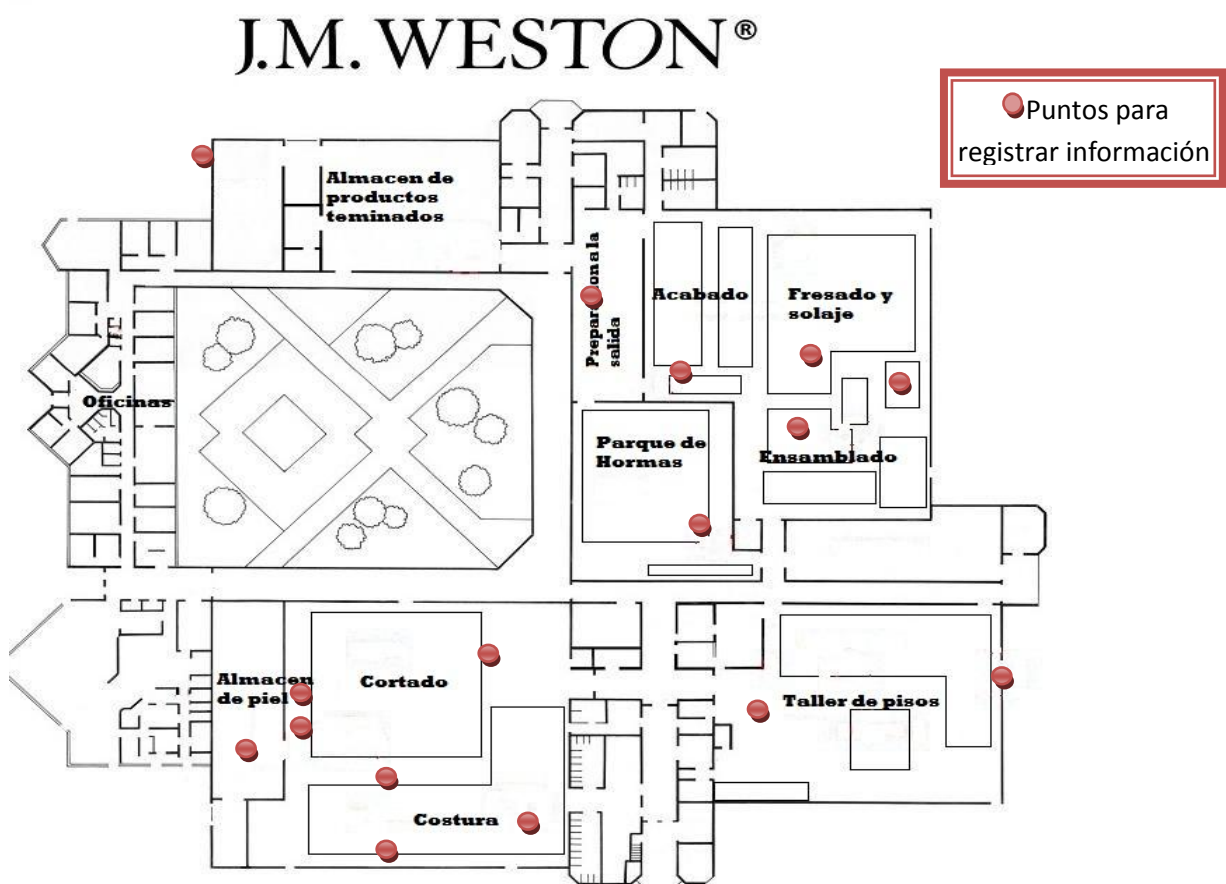 J.M. WESTON®
Puntos para
registrar información
Almacen de
productos
teminados
Preparacion a la
salida
Acabado
Fresado y
solaje
Oficinas
Parque de
Hormas
Ensamblado
Almacen
de piel
Cortado
Taller de pisos
Costura